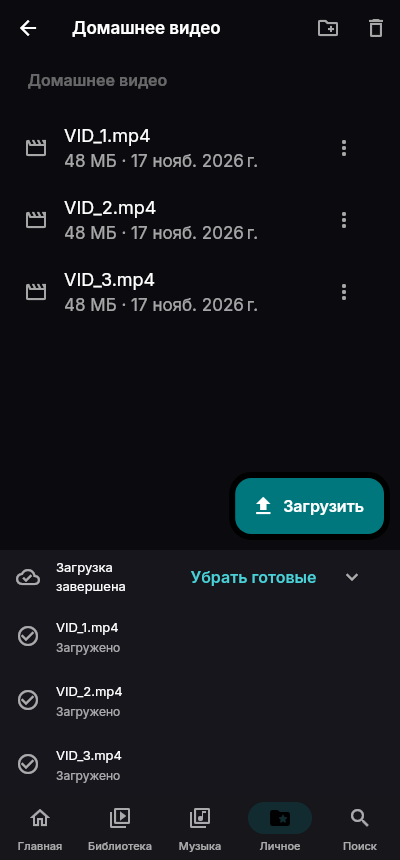 Домашнее видео
Домашнее видео
VID_1.mp4
48 МБ · 17 нояб. 2026 г.
VID_2.mp4
48 МБ · 17 нояб. 2026 г.
VID_3.mp4
48 МБ · 17 нояб. 2026 г.
Загрузить
Загрузка
завершена
Убрать готовые
VID_1.mp4
Загружено
VID_2.mp4
Загружено
VID_3.mp4
Загружено
Главная Библиотека Музыка Личное Поиск